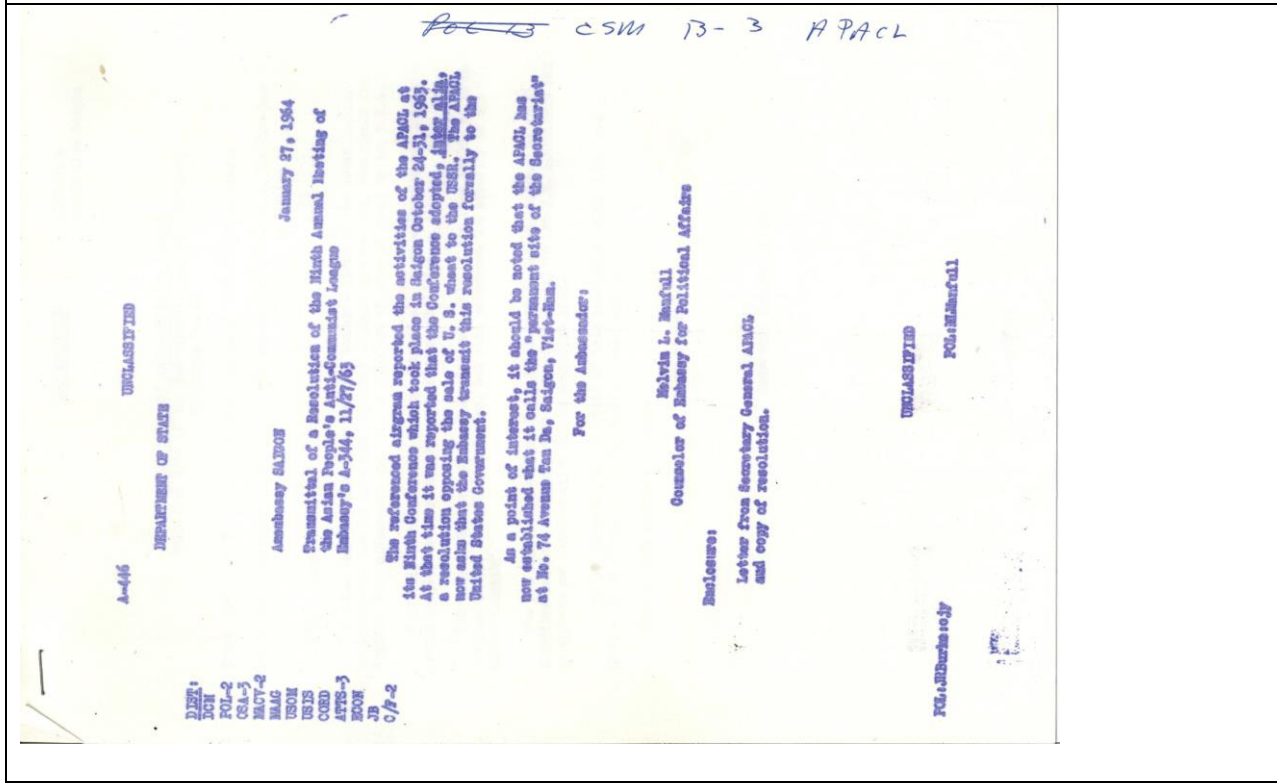 ~~POL 13~~ CSM 13-3 APACL
A-446 UNCLASSIFIED
DEPARTMENT OF STATE
DIST:
DCM
POL-2
OSA-3
MACV-2
MAAG
USOM
USIS
CORD
ATTS-3
ECON
JB
C/F-2
Amembassy SAIGON January 27, 1964
Transmittal of a Resolution of the Ninth Annual Meeting of
the Asian People's Anti-Communist League
Embassy's A-344, 11/27/63
The referenced airgram reported the activities of the APACL at
its Ninth Conference which took place in Saigon October 24-31, 1963.
At that time it was reported that the Conference adopted, inter alia,
a resolution opposing the sale of U. S. wheat to the USSR. The APACL
now asks that the Embassy transmit this resolution formally to the
United States Government.
As a point of interest, it should be noted that the APACL has
now established what it calls the "permanent site of the Secretariat"
at No. 74 Avenue Tan Da, Saigon, Viet-Nam.
For the Ambassador:
Melvin L. Manfull
Counselor of Embassy for Political Affairs
Enclosure:
Letter from Secretary General APACL
and copy of resolution.
UNCLASSIFIED
POL:JRBurke:ojy POL:MLManfull